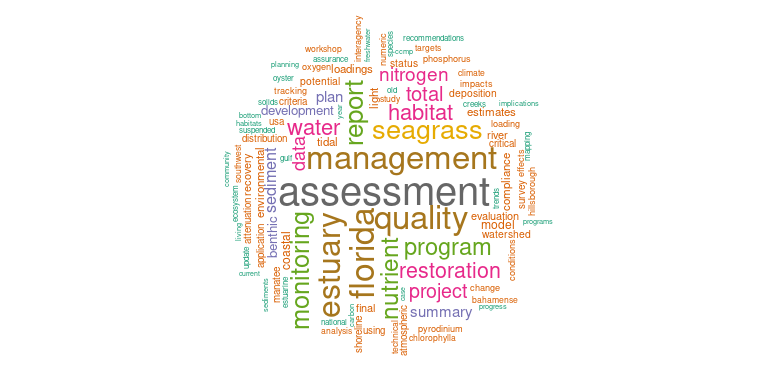 recommendations
workshop
interagency
freshwater
numeric
species
ccmp
targets
assurance
status
phosphorus
planning
oxygen
loadings
nitrogen
climate
oyster
potential
impacts
tracking
plan
report
light
old
study
total
deposition
solids
criteria
development
year
habitat
creeks
implications
estimates
bottom
habitats
usa
water
seagrass
loading
suspended
river
distribution
tidal
critical
mapping
community
southwest
recovery
environmental
sediment
gulf
data
management
compliance
survey
effects
hillsborough
ecosystem
assessment
trends
living
attenuation
application
benthic
coastal
monitoring
estuary
florida
quality
evaluation
programs
model
watershed
update
nutrient
program
conditions
current
manatee
estuarine
restoration
sediments
case
project
change
bahamense
carbon
final
progress
summary
national
analysis
shoreline
using
technical
atmospheric
pyrodinium
chlorophylla